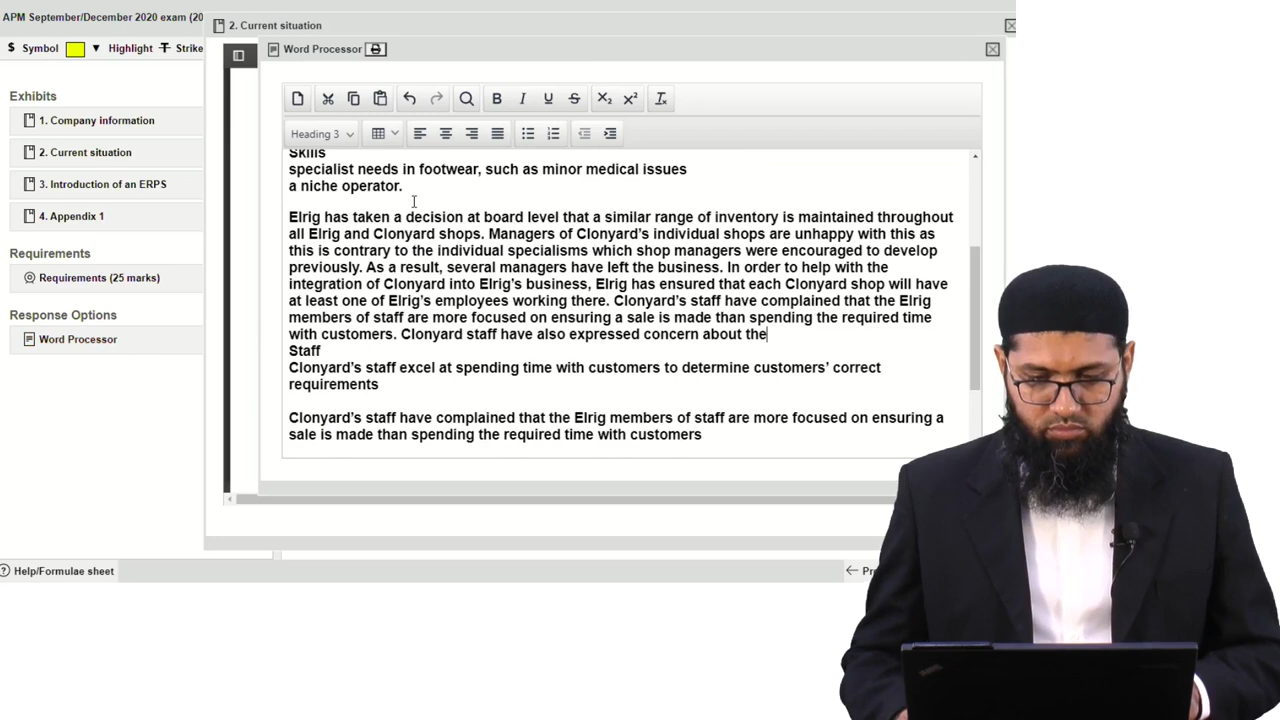 APM September/December 2020 exam (20
2. Current situation
$ Symbol Highlight T Strike
Word Processor
Exhibits
1. Company information
2. Current situation
3. Introduction of an ERPS
4. Appendix 1
Requirements
Requirements (25 marks)
Response Options
Word Processor
B I U S X2 X2 Tx
Heading 3
Skills
specialist needs in footwear, such as minor medical issues
a niche operator.
Elrig has taken a decision at board level that a similar range of inventory is maintained throughout
all Elrig and Clonyard shops. Managers of Clonyard’s individual shops are unhappy with this as
this is contrary to the individual specialisms which shop managers were encouraged to develop
previously. As a result, several managers have left the business. In order to help with the
integration of Clonyard into Elrig’s business, Elrig has ensured that each Clonyard shop will have
at least one of Elrig’s employees working there. Clonyard’s staff have complained that the Elrig
members of staff are more focused on ensuring a sale is made than spending the required time
with customers. Clonyard staff have also expressed concern about the
Staff
Clonyard’s staff excel at spending time with customers to determine customers’ correct
requirements
Clonyard’s staff have complained that the Elrig members of staff are more focused on ensuring a
sale is made than spending the required time with customers
Help/Formulae sheet
Pr